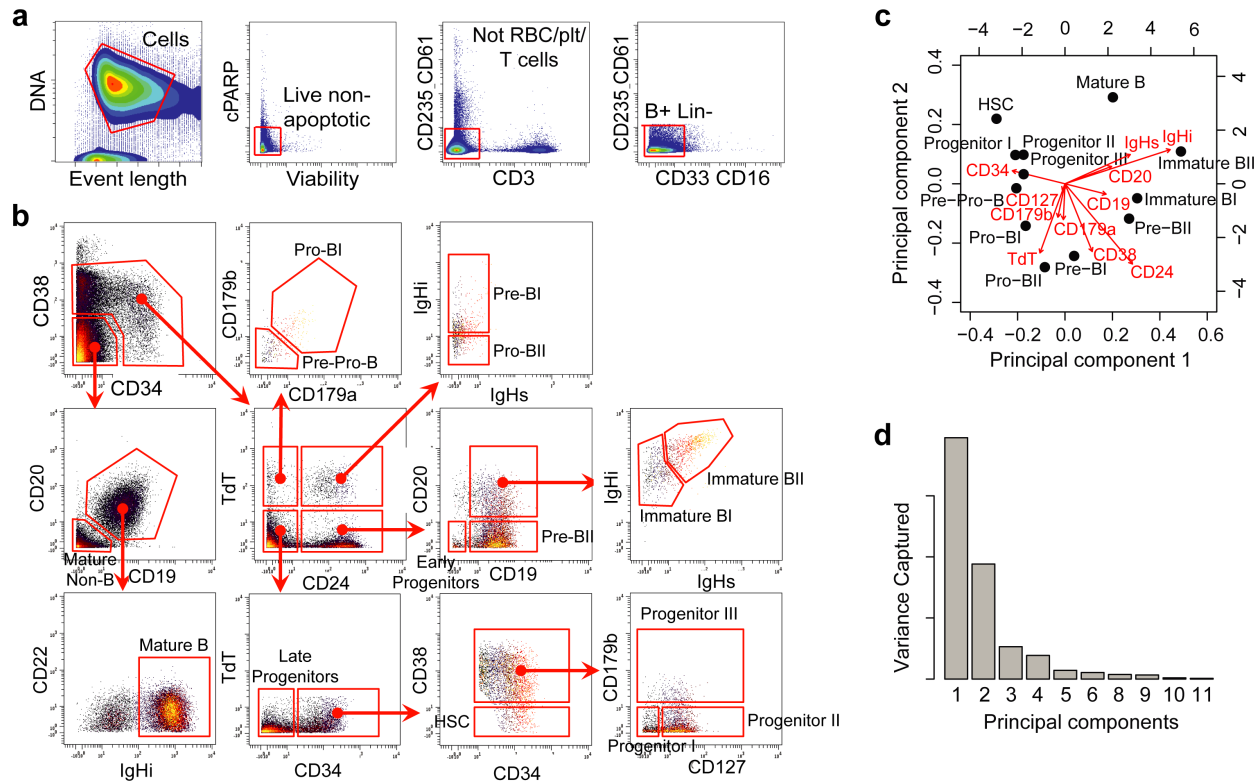 a
Cells
DNA
Event length
Live non-
apoptotic
cPARP
Viability
Not RBC/plt/
T cells
CD235 CD61
CD3
B+ Lin-
CD235 CD61
CD33 CD16
b
CD38
CD34
Pro-BI
Pre-Pro-B
CD179b
CD179a
Pre-BI
Pro-BII
IgHi
IgHs
CD20
Mature
Non-B
CD19
TdT
CD24
CD20
Pre-BII
Early
Progenitors
CD19
IgHi
Immature BII
Immature BI
IgHs
CD22
Mature B
IgHi
TdT
Late
Progenitors
CD34
CD38
HSC
CD34
CD179b
Progenitor III
Progenitor II
Progenitor I
CD127
c
−4 −2 0 2 4 6
Principal component 2
0.4
0.2
0.0
−0.2
−0.4
4
2
0
−2
−4
Mature B
HSC
Progenitor I
Progenitor II
Progenitor III
IgHs
IgHi
Immature BII
CD34
CD20
CD127
CD19
Immature BI
Pre−Pro−B
CD179b
CD179a
Pre−BII
Pro−BI
TdT
CD38
CD24
Pro−BII
Pre−BI
−0.4 −0.2 0.0 0.2 0.4 0.6
Principal component 1
d
Variance Captured
1 2 3 4 5 6 8 9 10 11
Principal components